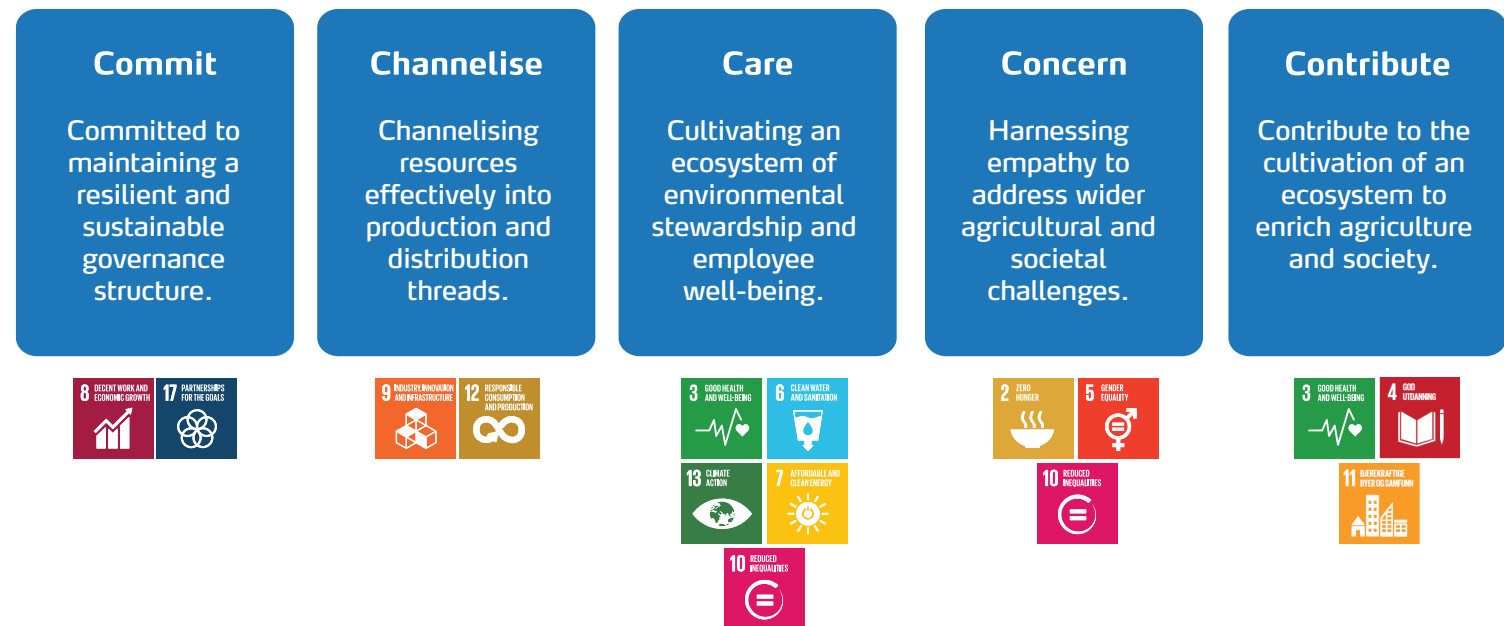 Commit
Committed to
maintaining a
resilient and
sustainable
governance
structure.
8 DECENT WORK AND
ECONOMIC GROWTH
17 PARTNERSHIPS
FOR THE GOALS
Channelise
Channelising
resources
effectively into
production and
distribution
threads.
9 INDUSTRY, INNOVATION
AND INFRASTRUCTURE
12 RESPONSIBLE
CONSUMPTION
AND PRODUCTION
Care
Cultivating an
ecosystem of
environmental
stewardship and
employee
well-being.
3 GOOD HEALTH
AND WELL-BEING
6 CLEAN WATER
AND SANITATION
13 CLIMATE
ACTION
7 AFFORDABLE AND
CLEAN ENERGY
10 REDUCED
INEQUALITIES
Concern
Harnessing
empathy to
address wider
agricultural and
societal
challenges.
2 ZERO
HUNGER
5 GENDER
EQUALITY
10 REDUCED
INEQUALITIES
Contribute
Contribute to the
cultivation of an
ecosystem to
enrich agriculture
and society.
3 GOOD HEALTH
AND WELL-BEING
4 GOD
UTDANNING
11 BÆREKRAFTIGE
BYER OG SAMFUNN